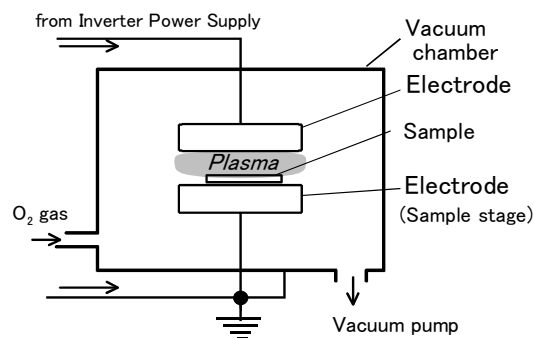 from Inverter Power Supply
Vacuum
chamber
Electrode
Sample
Plasma
Electrode
(Sample stage)
O₂ gas
Vacuum pump